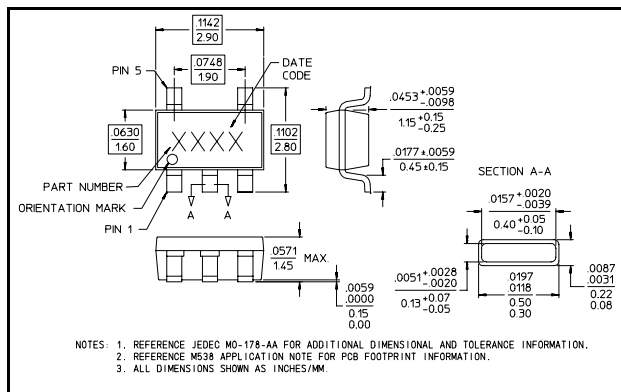 .1142
2.90
.0748
1.90
PIN 5
DATE
CODE
.0453 +.0059
-.0098
1.15 +0.15
-0.25
.0630
1.60
XXXX
.1102
2.80
.0177±.0059
0.45±0.15
PART NUMBER
ORIENTATION MARK
PIN 1
A A
SECTION A-A
.0157 +.0020
-.0039
0.40 +0.05
-0.10
.0571
1.45 MAX.
.0059
.0000
0.15
0.00
.0051 +.0028
-.0020
0.13 +0.07
-0.05
.0197
.0118
0.50
0.30
.0087
.0031
0.22
0.08
NOTES: 1. REFERENCE JEDEC MO-178-AA FOR ADDITIONAL DIMENSIONAL AND TOLERANCE INFORMATION.
2. REFERENCE M538 APPLICATION NOTE FOR PCB FOOTPRINT INFORMATION.
3. ALL DIMENSIONS SHOWN AS INCHES/MM.